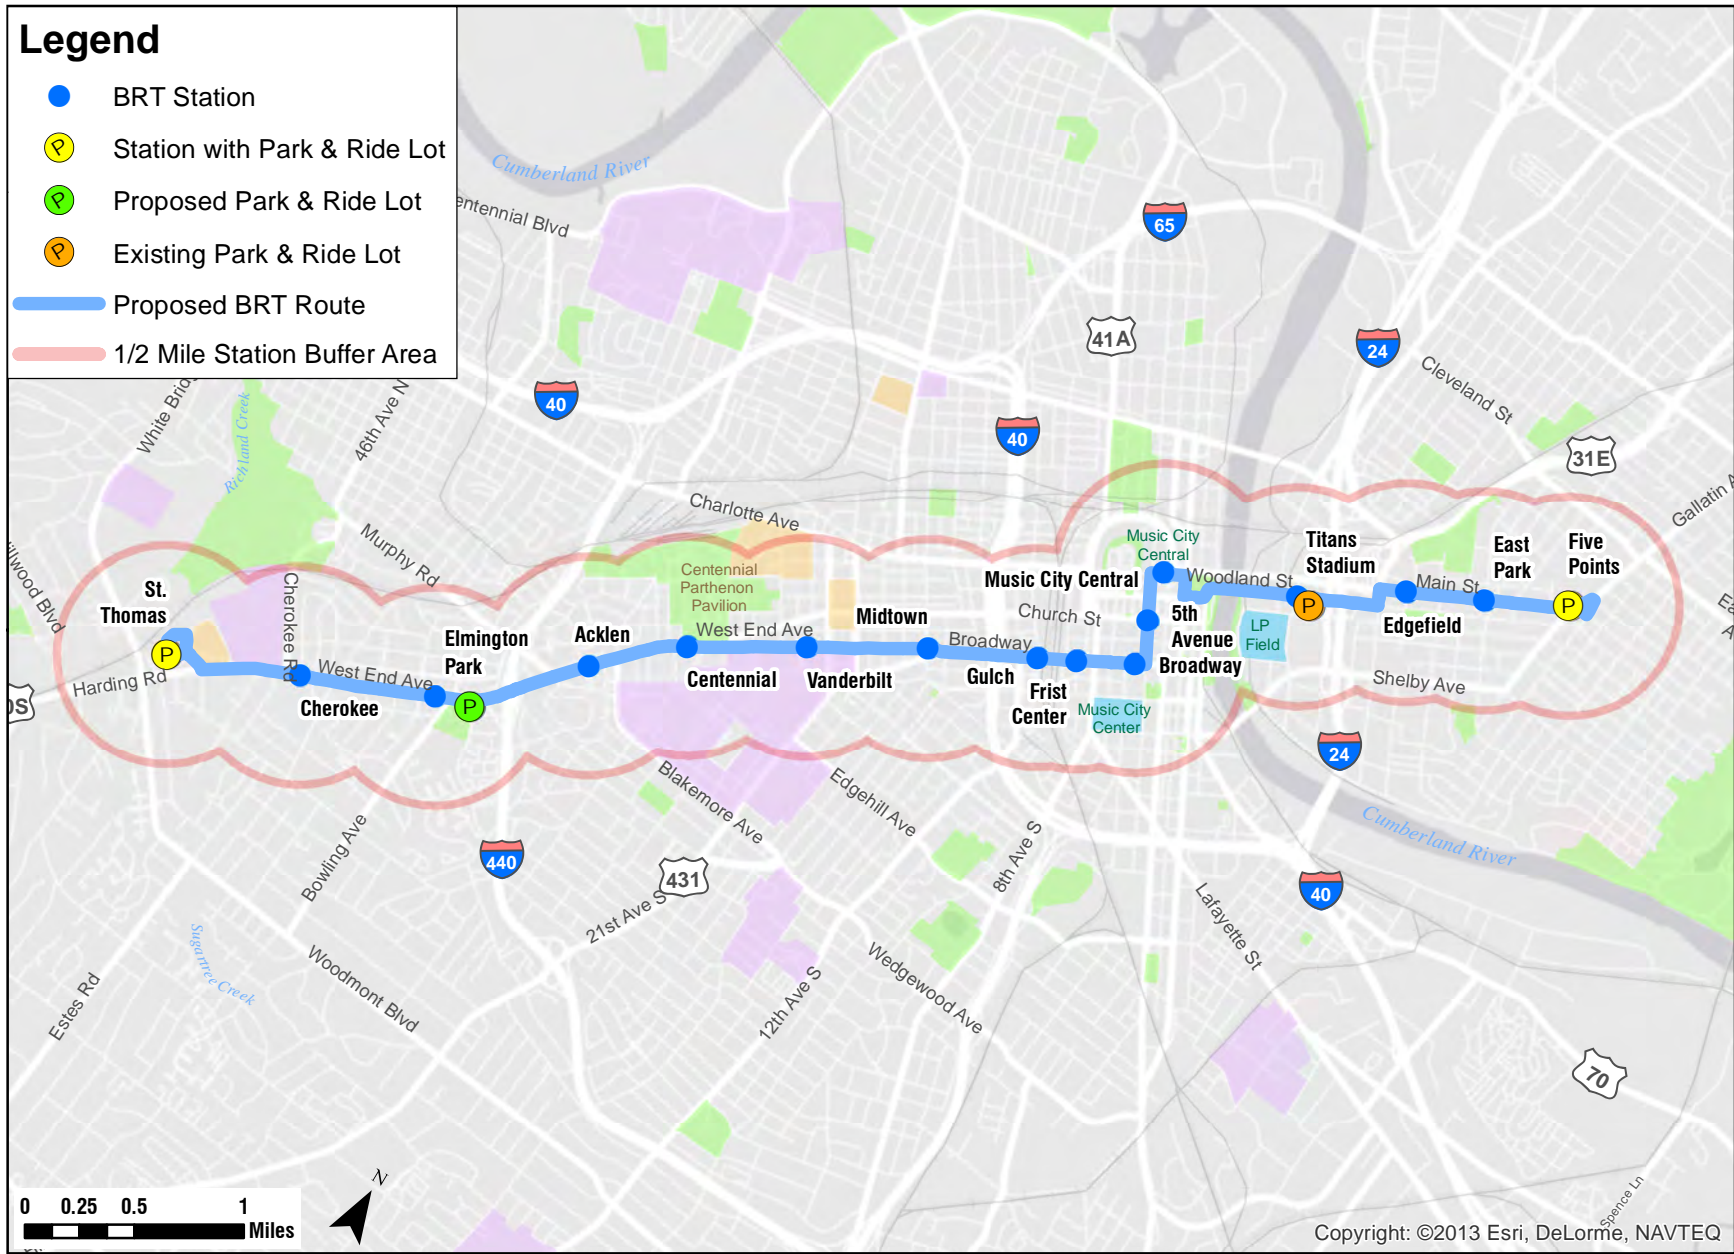 Legend
BRT Station
P
Station with Park & Ride Lot
P
Proposed Park & Ride Lot
P
Existing Park & Ride Lot
Proposed BRT Route
1/2 Mile Station Buffer Area
Cumberland River
entennial Blvd
65
41A
24
40
40
Cleveland St
31E
White Brid
46th Ave N
Richland Creek
Charlotte Ave
Gallatin A
Murphy Rd
Music City
Central
Titans
Stadium
East
Park
Five
Points
illwood Blvd
St.
Thomas
Cherokee Rd
Centennial
Parthenon
Pavilion
Music City Central
Woodland St
Main St
P
P
Church St
5th
Avenue
LP
Field
Edgefield
Elmington
Park
Acklen
West End Ave
Midtown
Broadway
Broadway
P
Harding Rd
West End Ave
Cherokee
P
Centennial
Vanderbilt
Gulch
Frist
Center
Music City
Center
Shelby Ave
0S
24
Blakemore Ave
Edgehill Ave
Bowling Ave
Cumberland River
440
431
8th Ave S
40
21st Ave S
Lafayette St
Sugartree Creek
Woodmont Blvd
Wedgewood Ave
12th Ave S
Estes Rd
70
N
0 0.25 0.5 1
Miles
Spence Ln
Copyright: ©2013 Esri, DeLorme, NAVTEQ